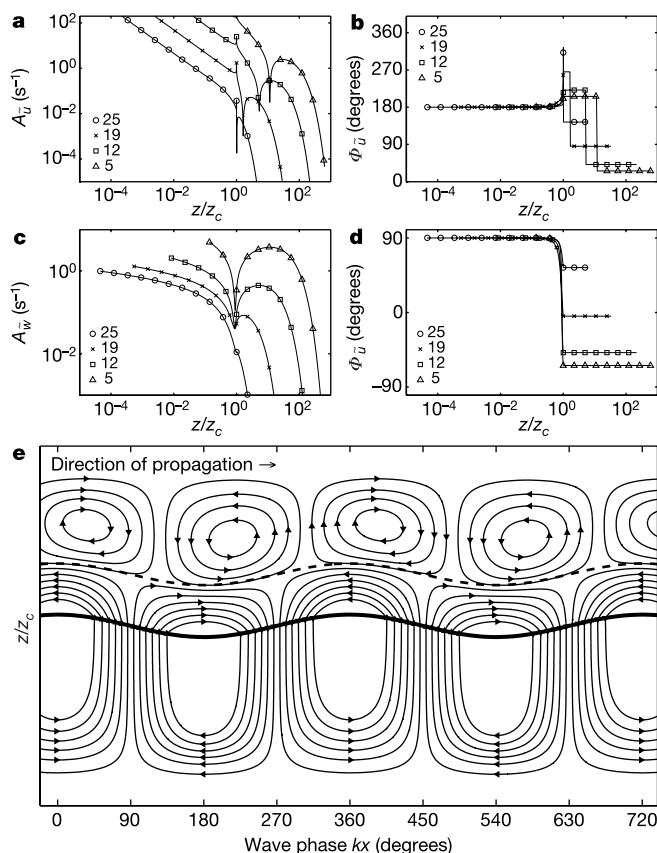 a
b
10²
10⁰
10⁻²
10⁻⁴
A_ũ (s⁻¹)
25
19
12
5
10⁻⁴
10⁻²
10⁰
10²
z/z_c
360
270
180
90
0
Φ_ũ (degrees)
25
19
12
5
10⁻⁴
10⁻²
10⁰
10²
z/z_c
c
d
10⁰
10⁻²
A_w̃ (s⁻¹)
25
19
12
5
10⁻⁴
10⁻²
10⁰
10²
z/z_c
90
0
−90
Φ_ũ (degrees)
25
19
12
5
10⁻⁴
10⁻²
10⁰
10²
z/z_c
e
Direction of propagation →
z/z_c
0 90 180 270 360 450 540 630 720
Wave phase kx (degrees)